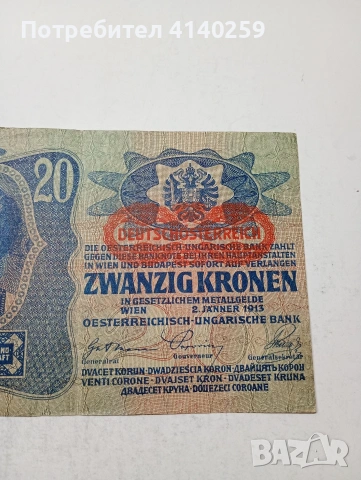 Потребител 4140259
20
DEUTSCHÖSTERREICH
DIE OESTERREICHISCH-UNGARISCHE BANK ZAHLT
GEGEN DIESE BANKNOTE BEI IHREN HAUPTANSTALTEN
IN WIEN UND BUDAPEST SOFORT AUF VERLANGEN
ZWANZIG KRONEN
IN GESETZLICHEM METALLGELDE
WIEN 2. JÄNNER 1913
OESTERREICHISCH-UNGARISCHE BANK
Generalrat Gouverneur Generalsekretär
DVACET KORUN · DWADZIEŚCIA KORON · ДВАЙЦЯТЬ КОРОН
VENTI CORONE · DVAJSET KRON · DVADESET KRUNA
ДВАДЕСЕТ КРУНА · DOUEZECI COROANE
BAZAR
bg